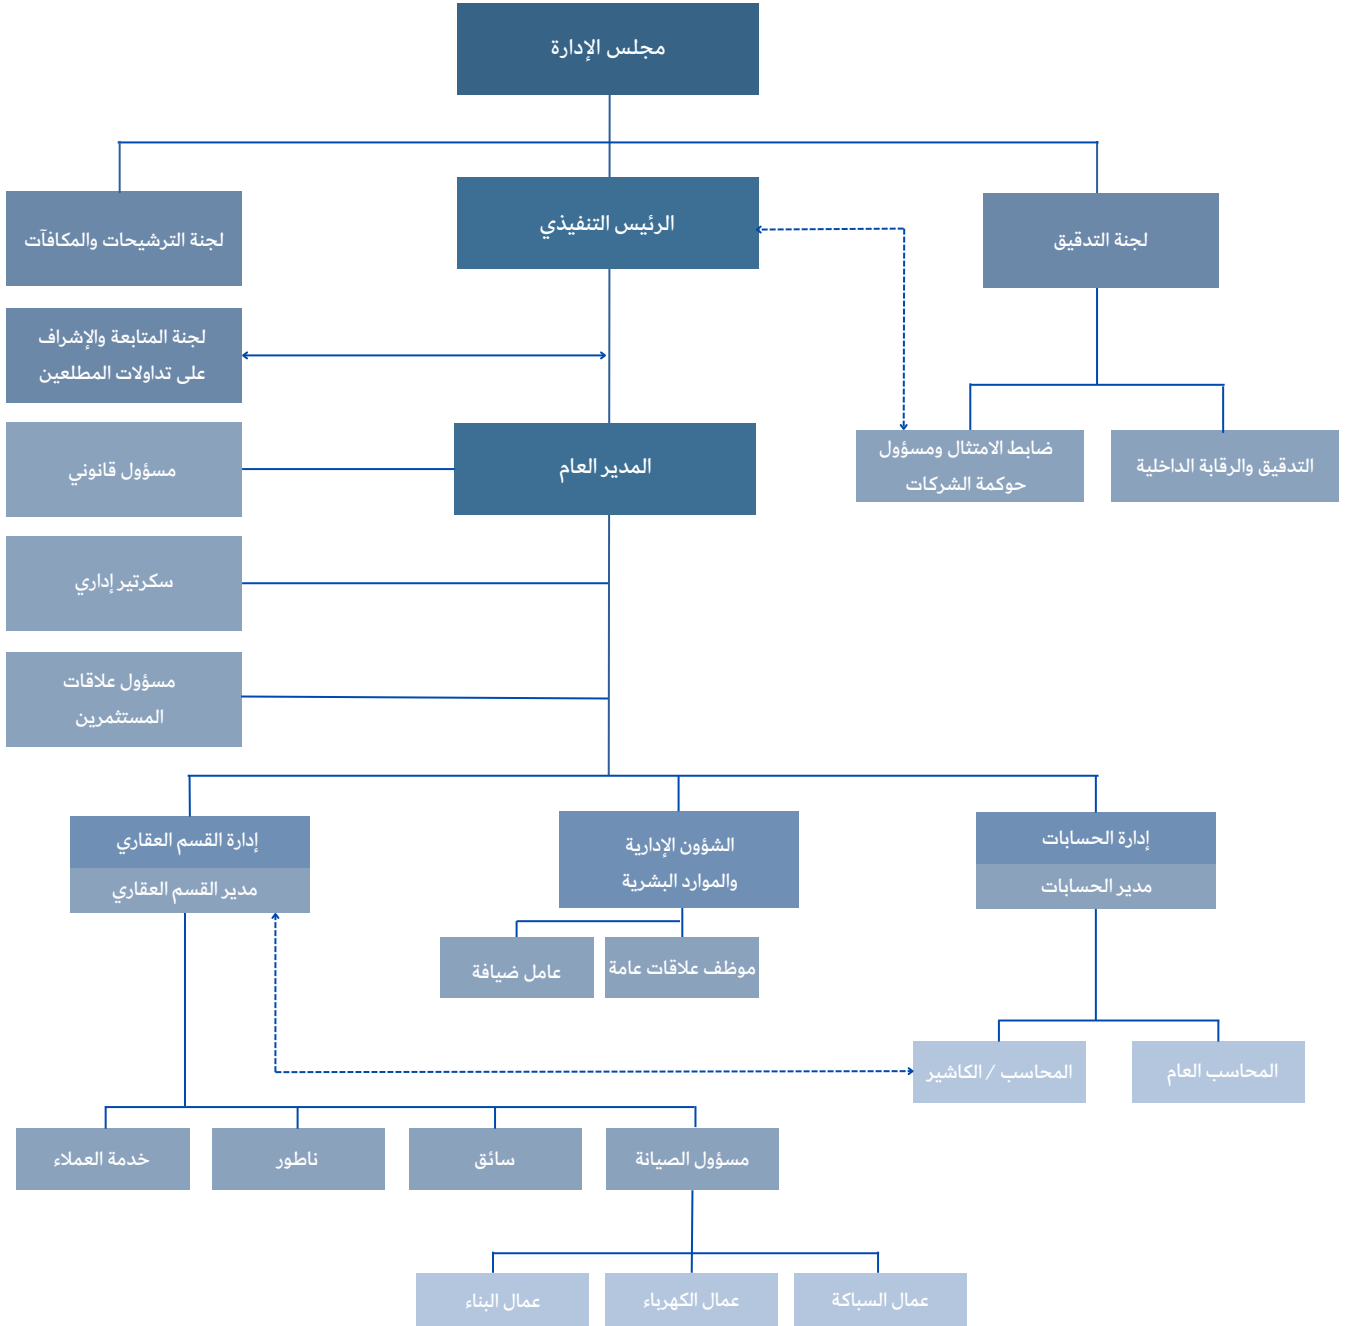 مجلس الإدارة
الرئيس التنفيذي
لجنة التدقيق
لجنة الترشيحات والمكافآت
لجنة المتابعة والإشراف
على تداولات المطلعين
المدير العام
ضابط الامتثال ومسؤول
حوكمة الشركات
التدقيق والرقابة الداخلية
مسؤول قانوني
سكرتير إداري
مسؤول علاقات
المستثمرين
إدارة الحسابات
مدير الحسابات
الشؤون الإدارية
والموارد البشرية
إدارة القسم العقاري
مدير القسم العقاري
موظف علاقات عامة
عامل ضيافة
المحاسب العام
المحاسب / الكاشير
مسؤول الصيانة
سائق
ناطور
خدمة العملاء
عمال السباكة
عمال الكهرباء
عمال البناء